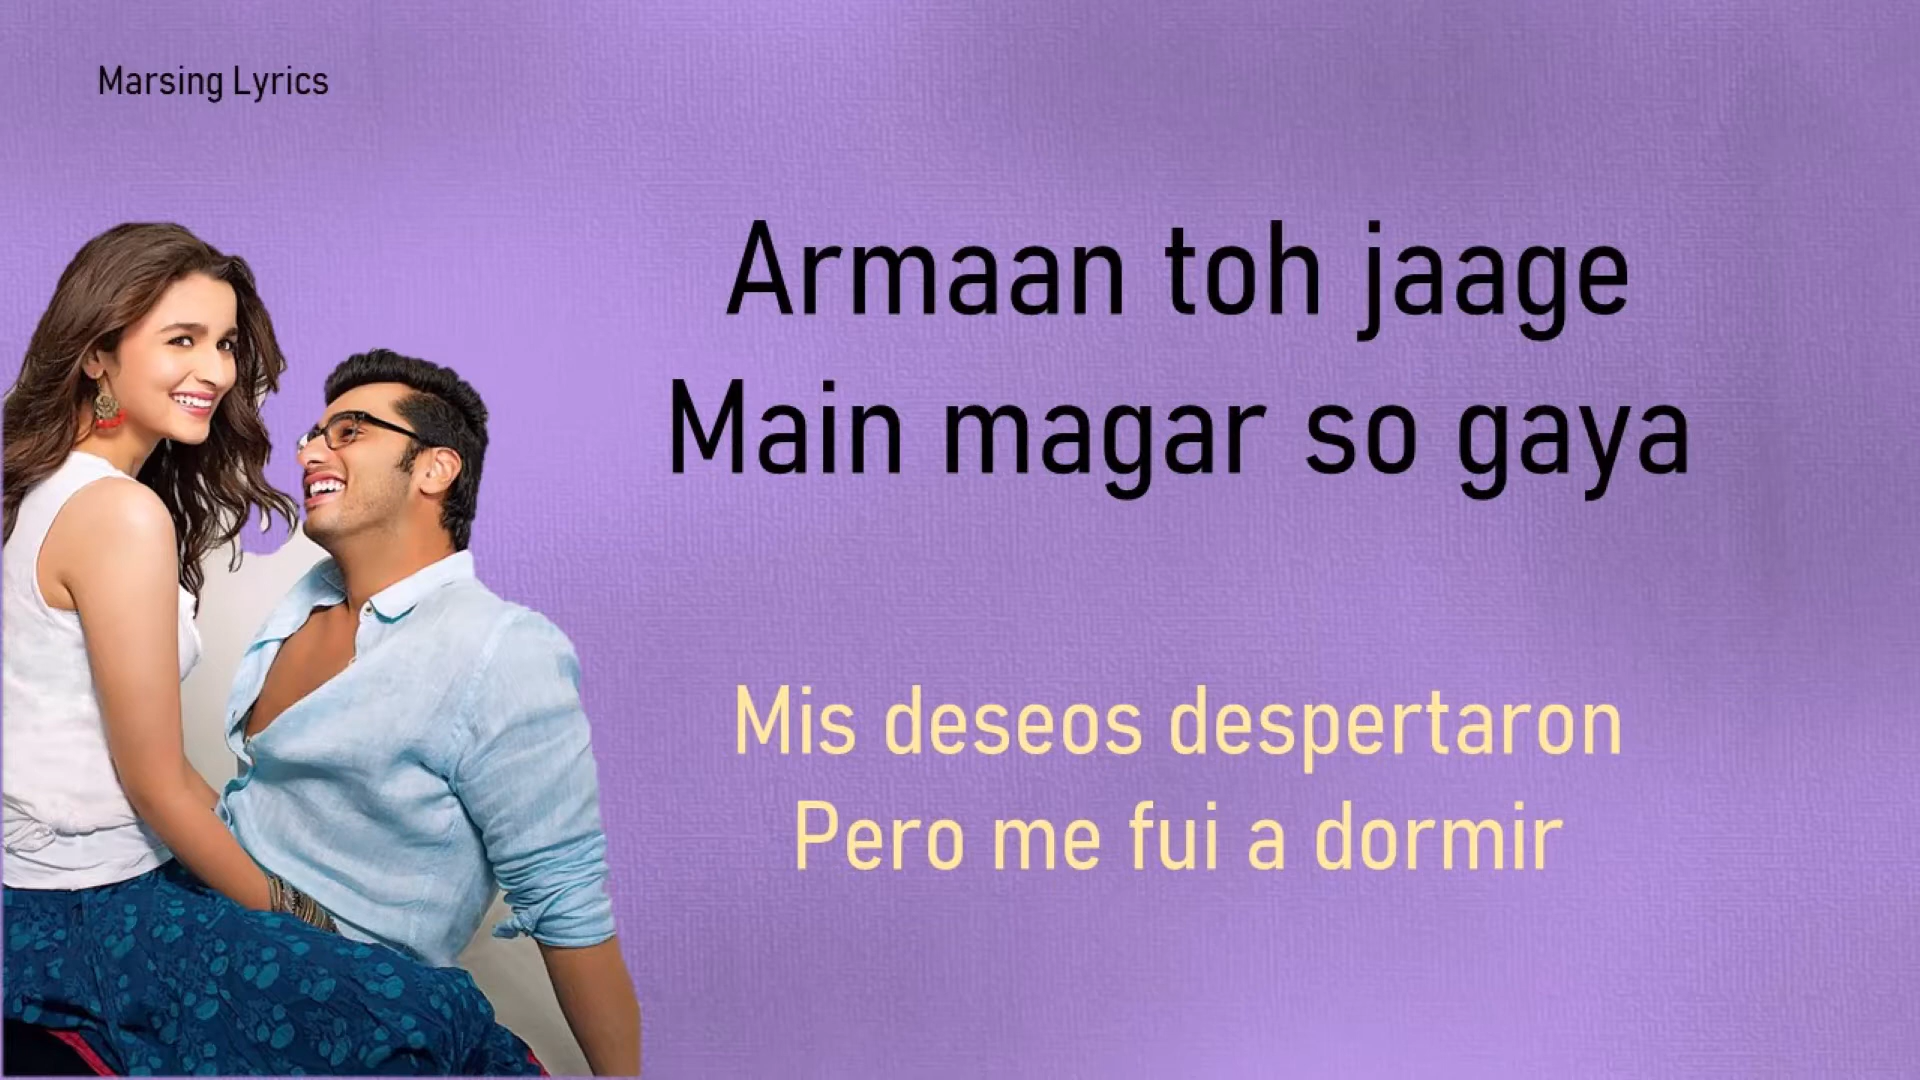 Marsing Lyrics
Armaan toh jaage
Main magar so gaya
Mis deseos despertaron
Pero me fui a dormir